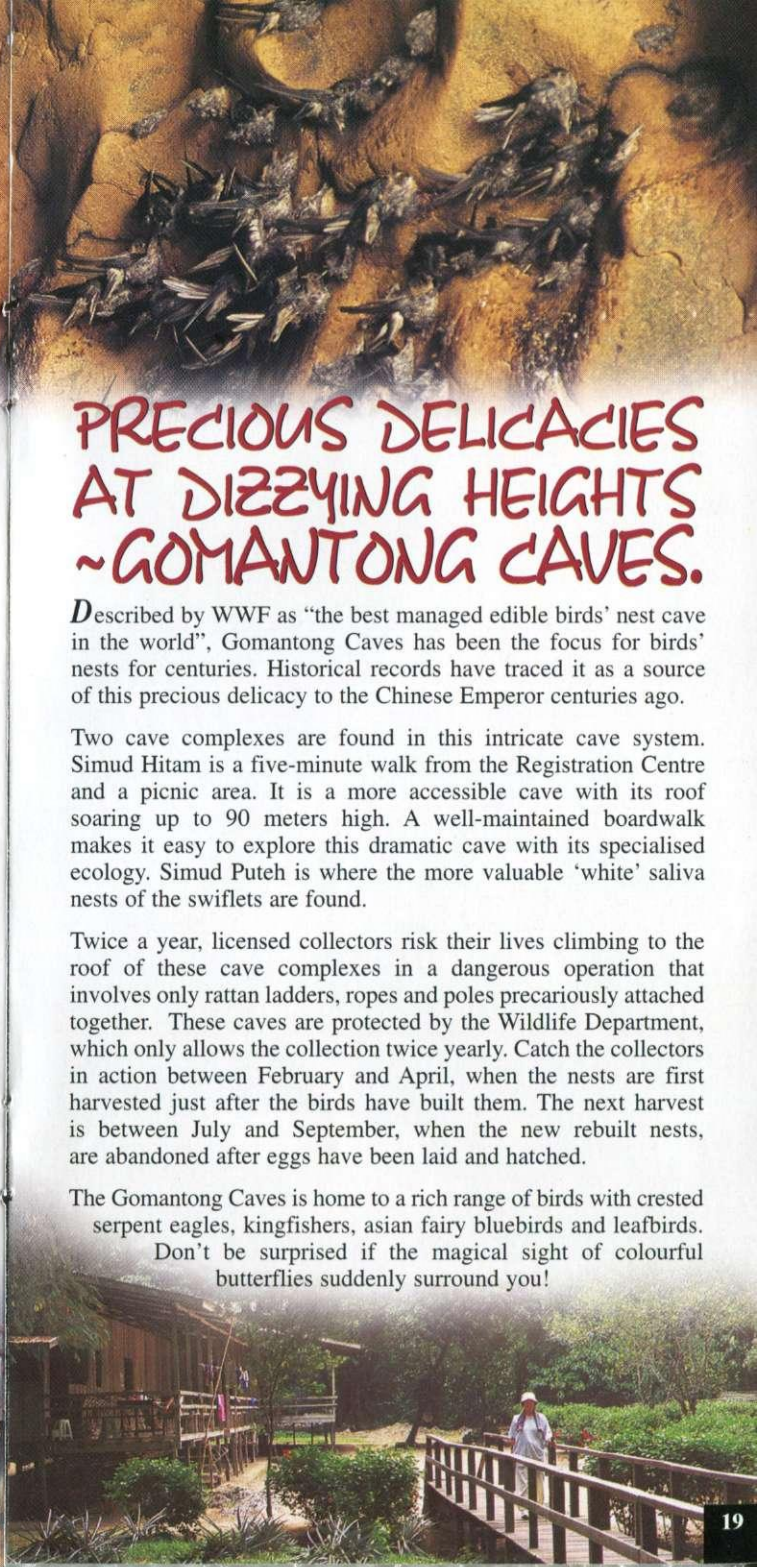 PRECIOUS DELICACIES
AT DIZZYING HEIGHTS
~GOMANTONG CAVES.
Described by WWF as “the best managed edible birds’ nest cave
in the world”, Gomantong Caves has been the focus for birds’
nests for centuries. Historical records have traced it as a source
of this precious delicacy to the Chinese Emperor centuries ago.
Two cave complexes are found in this intricate cave system.
Simud Hitam is a five-minute walk from the Registration Centre
and a picnic area. It is a more accessible cave with its roof
soaring up to 90 meters high. A well-maintained boardwalk
makes it easy to explore this dramatic cave with its specialised
ecology. Simud Puteh is where the more valuable ‘white’ saliva
nests of the swiflets are found.
Twice a year, licensed collectors risk their lives climbing to the
roof of these cave complexes in a dangerous operation that
involves only rattan ladders, ropes and poles precariously attached
together. These caves are protected by the Wildlife Department,
which only allows the collection twice yearly. Catch the collectors
in action between February and April, when the nests are first
harvested just after the birds have built them. The next harvest
is between July and September, when the new rebuilt nests,
are abandoned after eggs have been laid and hatched.
The Gomantong Caves is home to a rich range of birds with crested
serpent eagles, kingfishers, asian fairy bluebirds and leafbirds.
Don’t be surprised if the magical sight of colourful
butterflies suddenly surround you!
19